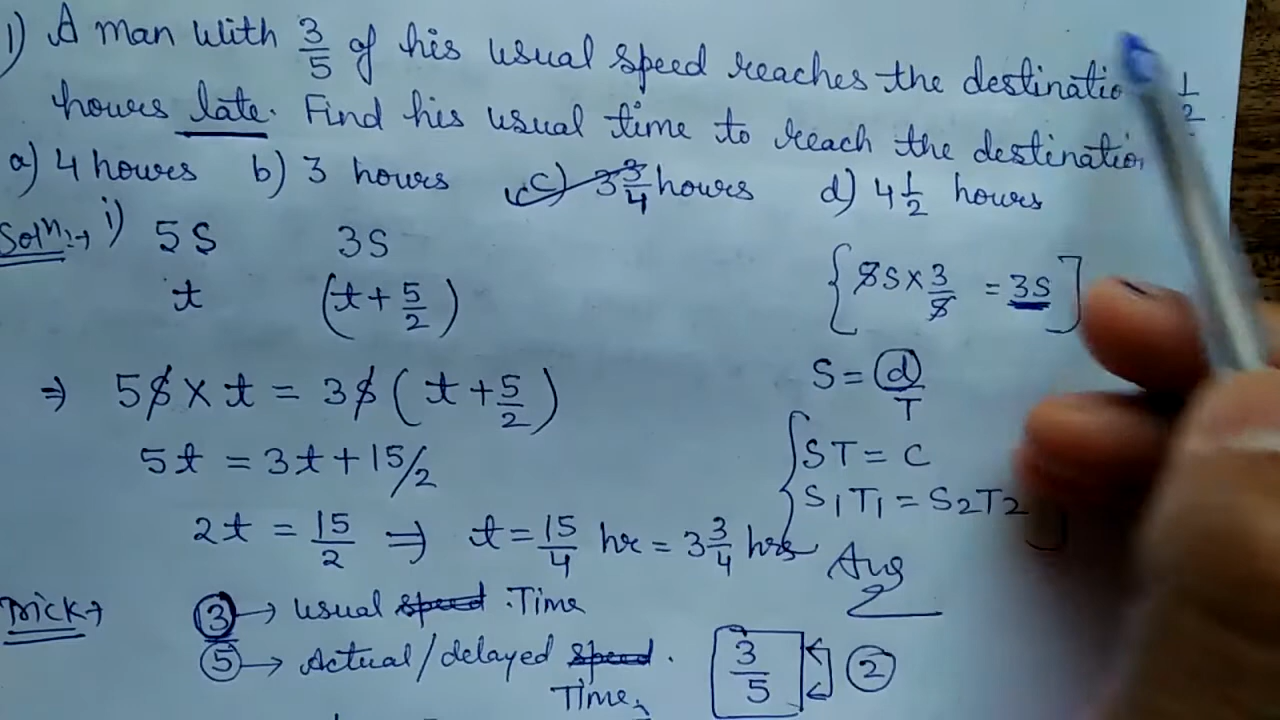 1) A man with 3/5 of his usual speed reaches the destinatio 1/2
hours late. Find his usual time to reach the destination
a) 4 hours b) 3 hours c) 3 3/4 hours d) 4 1/2 hours
Soln:→ i) 5S 3S
t (t + 5/2)
{ 5S × 3/5 = 3S ]
⇒ 5S × t = 3S (t + 5/2)
S = d/T
5t = 3t + 15/2
ST = C
S1T1 = S2T2
2t = 15/2 ⇒ t = 15/4 hr = 3 3/4 hrs Ans
Trick→ 3 → usual speed. Time
5 → Actual/delayed speed.
Time,
3/5 2